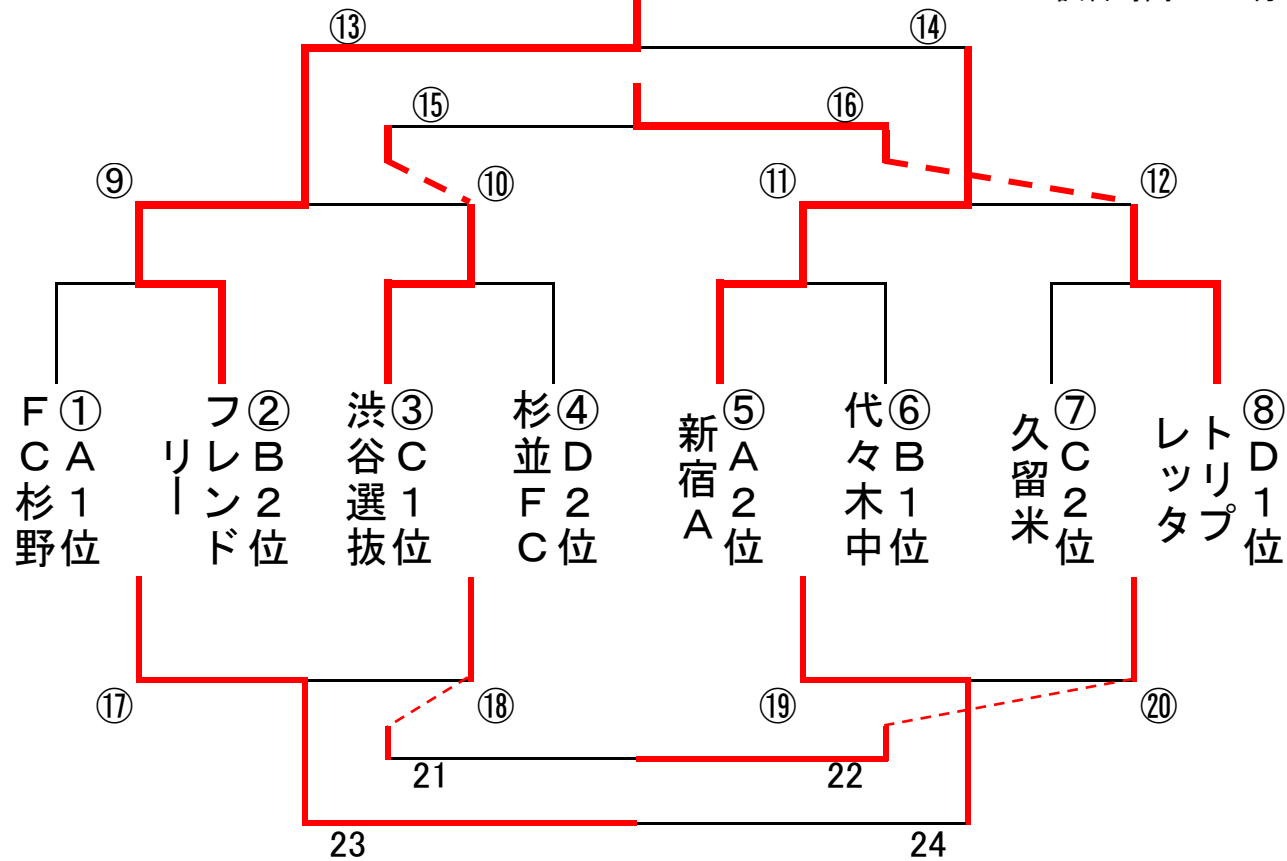 ⑬
⑭
⑮
⑯
⑨
⑩
⑪
⑫
①A1位
FC杉野
②B2位
フレンド
リー
③C1位
渋谷選抜
④D2位
杉並FC
⑤A2位
新宿A
⑥B1位
代々木中
⑦C2位
久留米
⑧D1位
トリプ
レッタ
⑰
⑱
⑲
⑳
21
22
23
24